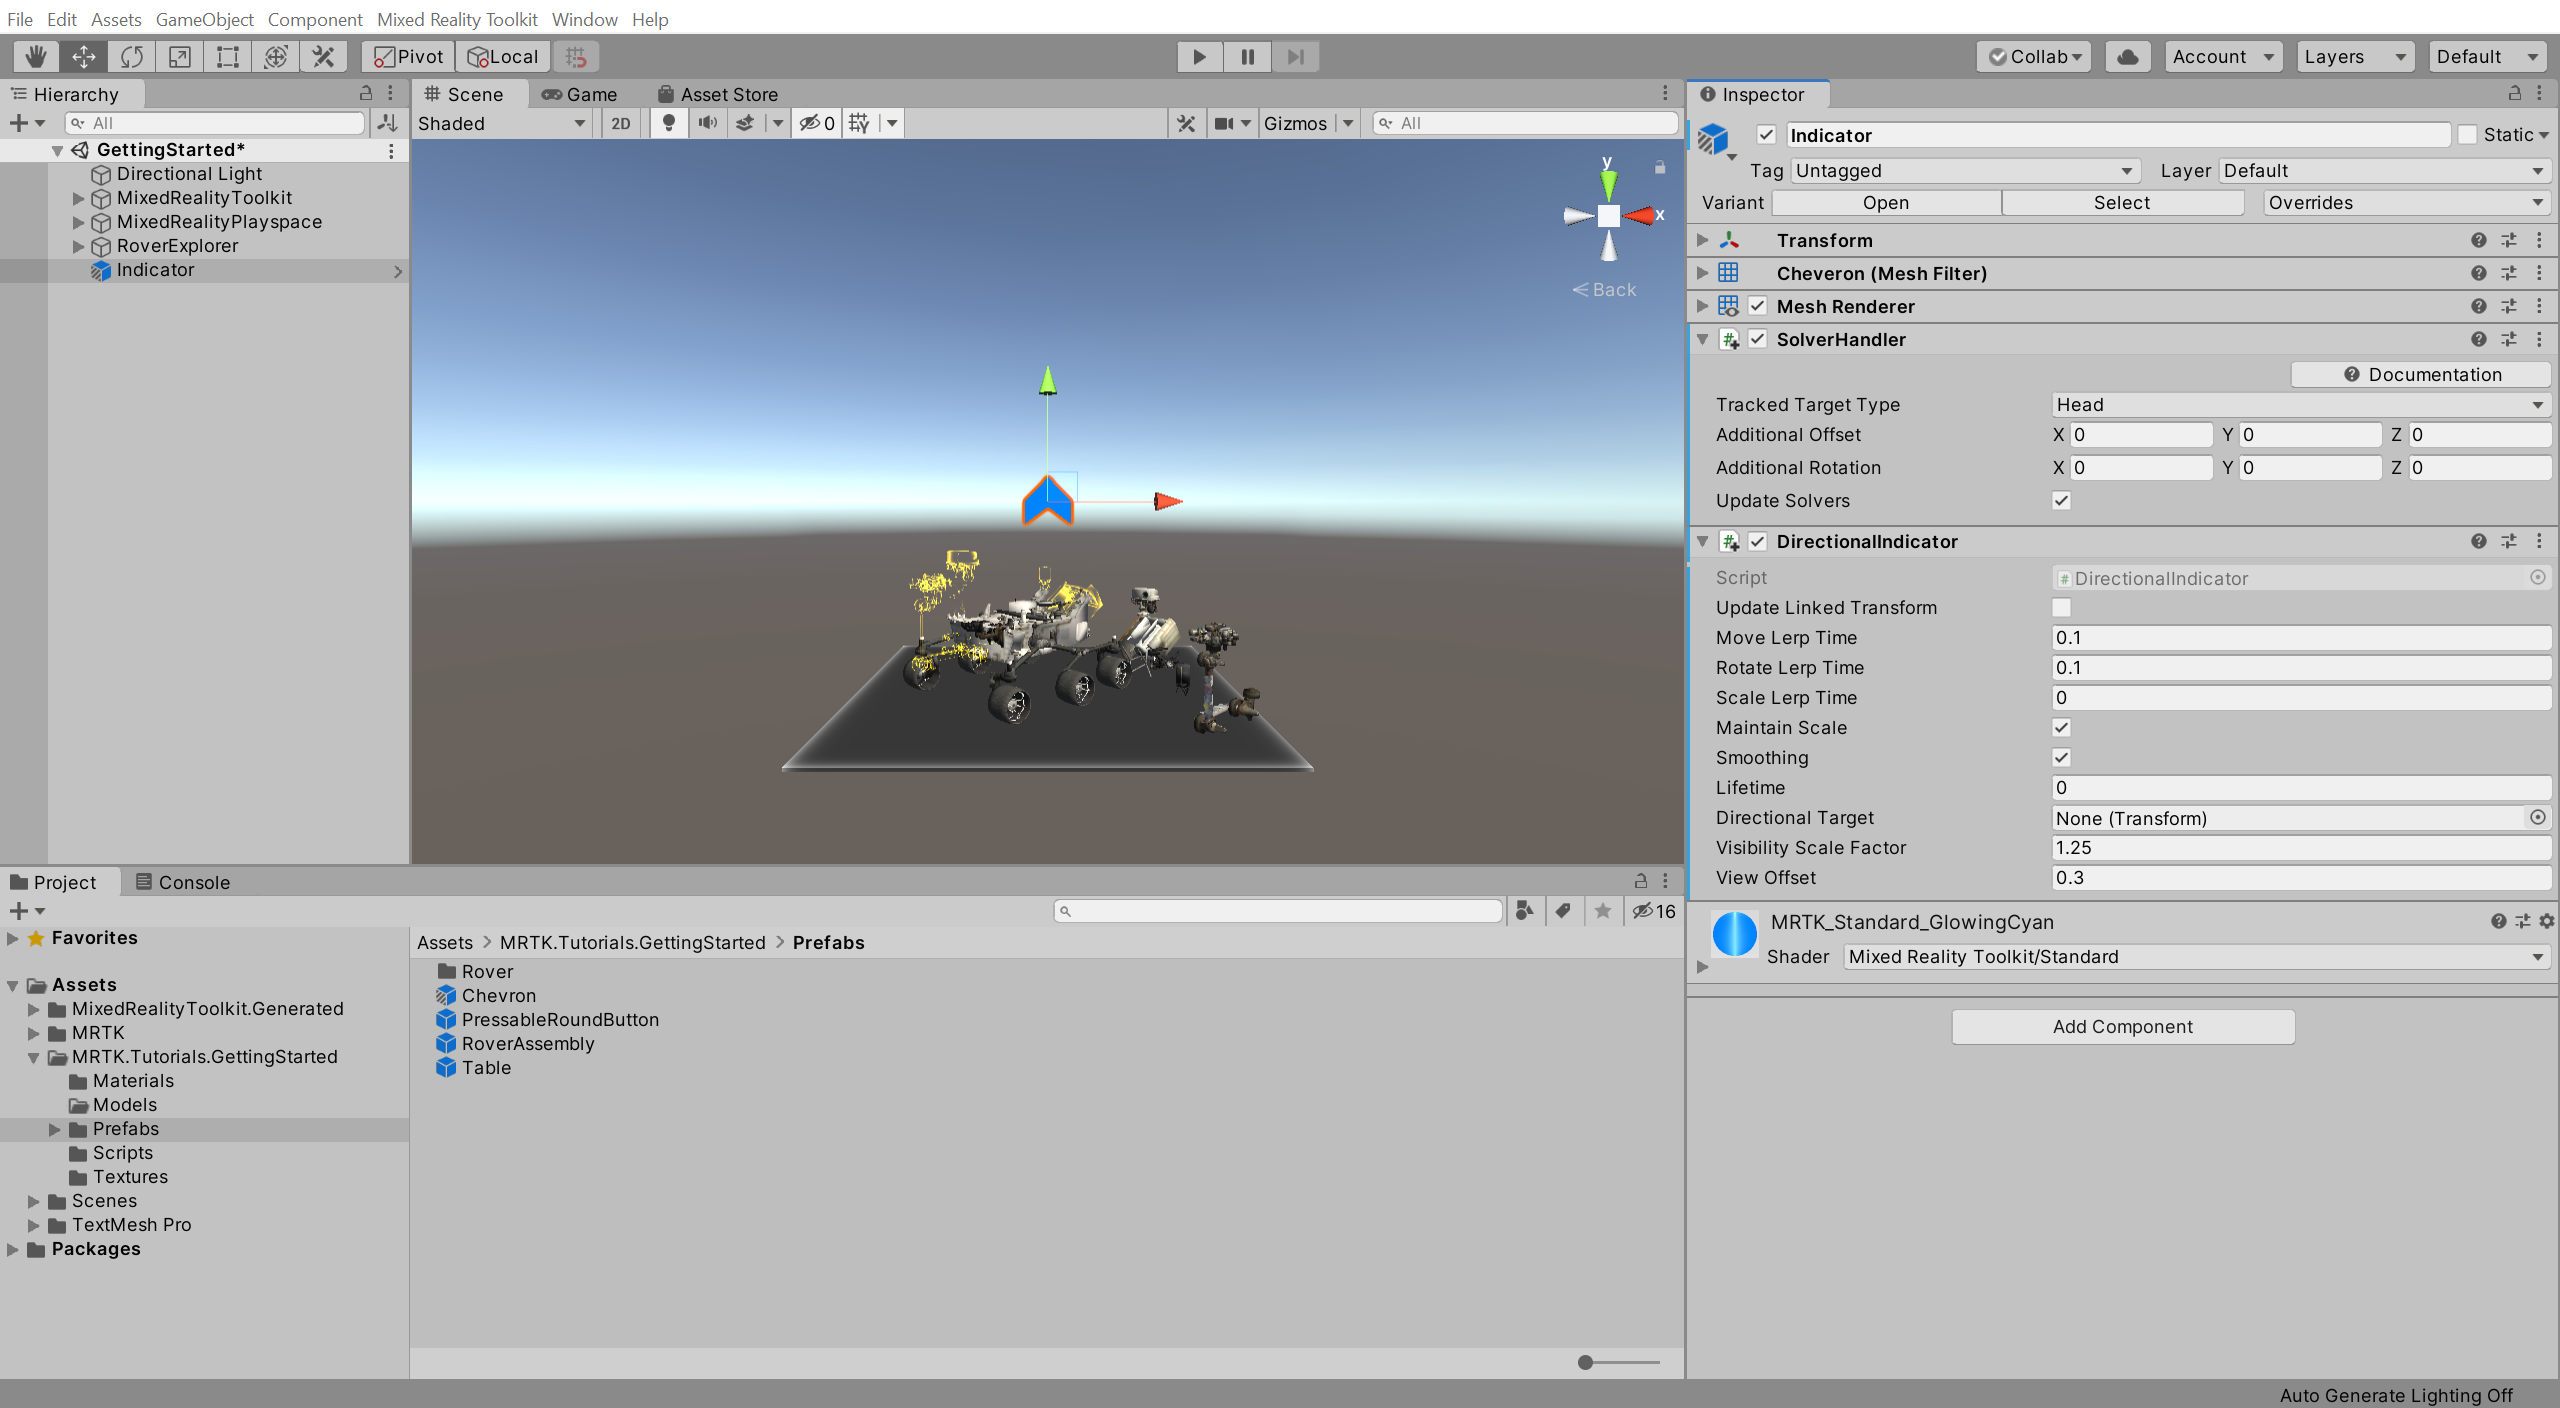 File Edit Assets GameObject Component Mixed Reality Toolkit Window Help
Pivot Local Collab Account Layers Default
Hierarchy
All
GettingStarted*
Directional Light
MixedRealityToolkit
MixedRealityPlayspace
RoverExplorer
Indicator
Scene Game Asset Store
Shaded 2D 0 Gizmos All
y
x
Back
Project Console
16
Favorites
Assets
MixedRealityToolkit.Generated
MRTK
MRTK.Tutorials.GettingStarted
Materials
Models
Prefabs
Scripts
Textures
Scenes
TextMesh Pro
Packages
Assets > MRTK.Tutorials.GettingStarted > Prefabs
Rover
Chevron
PressableRoundButton
RoverAssembly
Table
Inspector
Indicator Static
Tag Untagged Layer Default
Variant Open Select Overrides
Transform
Cheveron (Mesh Filter)
Mesh Renderer
# SolverHandler
Documentation
Tracked Target Type Head
Additional Offset X 0 Y 0 Z 0
Additional Rotation X 0 Y 0 Z 0
Update Solvers
# DirectionalIndicator
Script # DirectionalIndicator
Update Linked Transform
Move Lerp Time 0.1
Rotate Lerp Time 0.1
Scale Lerp Time 0
Maintain Scale
Smoothing
Lifetime 0
Directional Target None (Transform)
Visibility Scale Factor 1.25
View Offset 0.3
MRTK_Standard_GlowingCyan
Shader Mixed Reality Toolkit/Standard
Add Component
Auto Generate Lighting Off